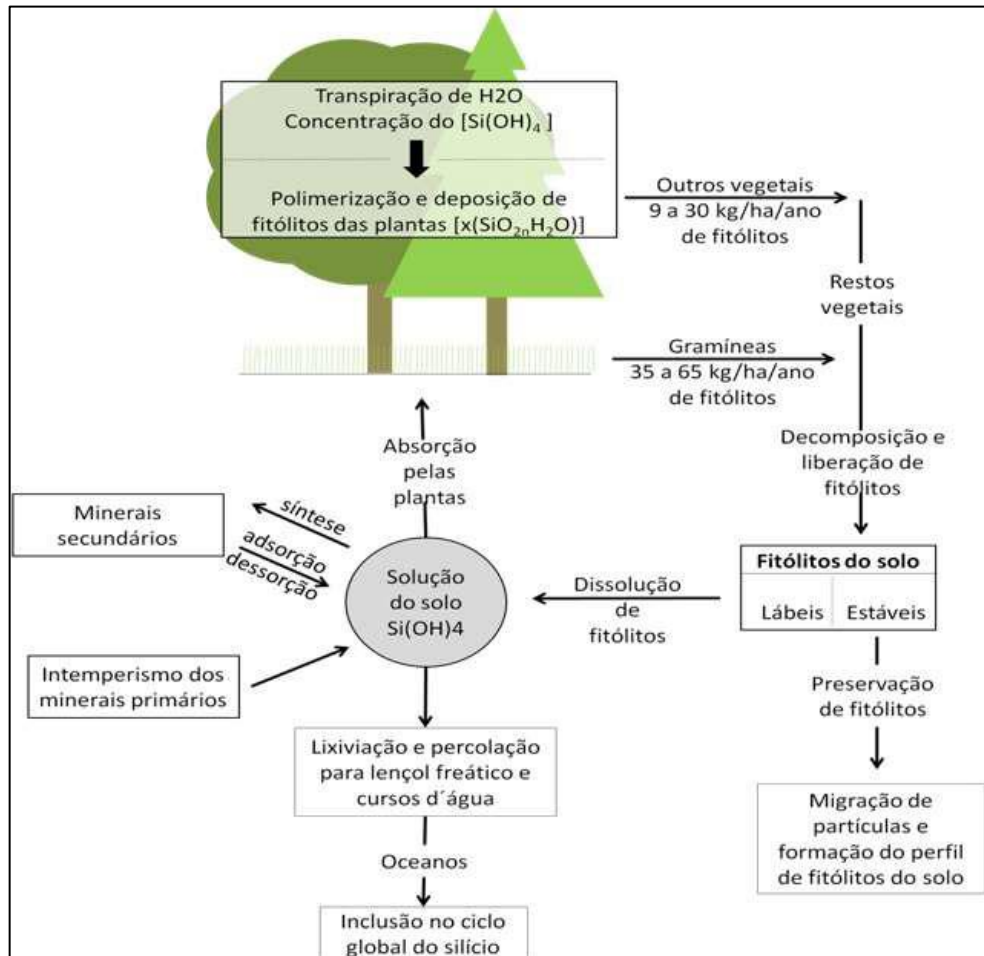 Transpiração de H2O
Concentração do [Si(OH)₄ ]
Polimerização e deposição de
fitólitos das plantas [x(SiO₂ₙH₂O)]
Outros vegetais
9 a 30 kg/ha/ano
de fitólitos
Restos
vegetais
Gramíneas
35 a 65 kg/ha/ano
de fitólitos
Decomposição e
liberação de
fitólitos
Absorção
pelas
plantas
Minerais
secundários
síntese
adsorção
dessorção
Solução
do solo
Si(OH)4
Dissolução
de
fitólitos
Fitólitos do solo
Lábeis
Estáveis
Intemperismo dos
minerais primários
Preservação
de fitólitos
Lixiviação e percolação
para lençol freático e
cursos d´água
Migração de
partículas e
formação do perfil
de fitólitos do solo
Oceanos
Inclusão no ciclo
global do silício